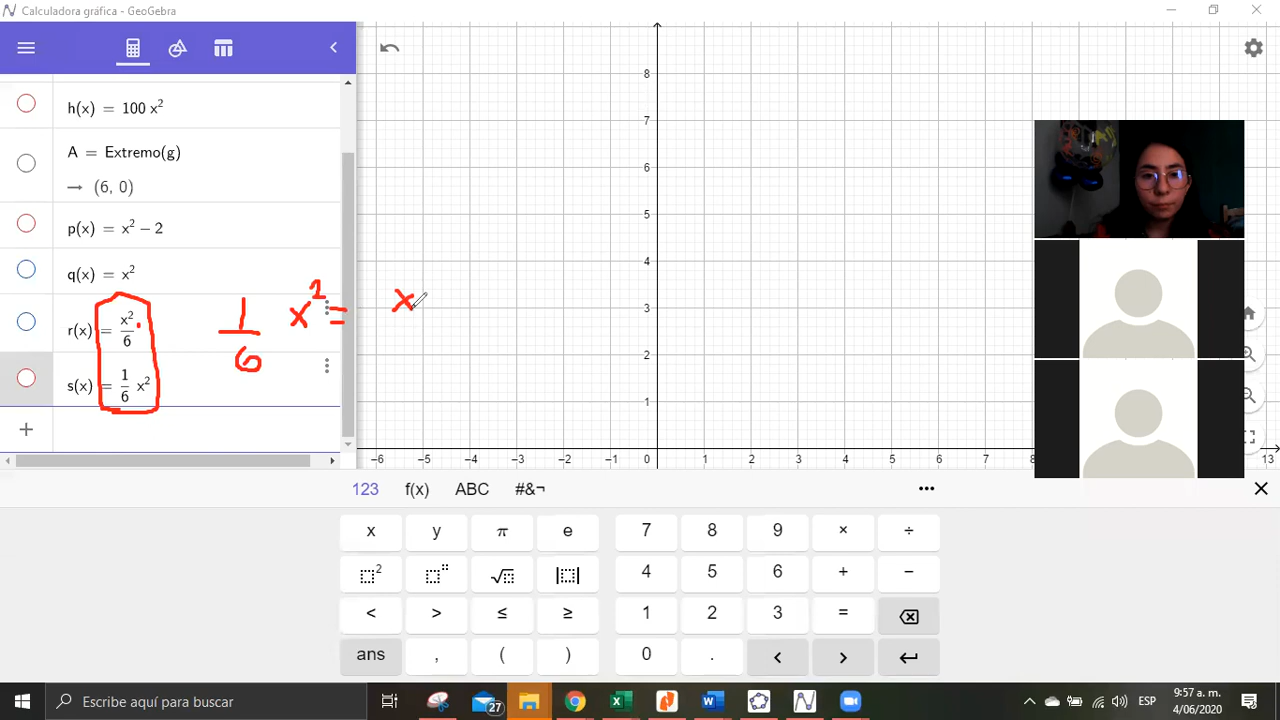 Calculadora gráfica - GeoGebra
h(x) = 100 x²
A = Extremo(g)
→ (6, 0)
p(x) = x² − 2
q(x) = x²
r(x) = x²/6
s(x) = 1/6 x²
1/6 x² = x
8
7
6
5
4
3
2
1
−6 −5 −4 −3 −2 −1 0 1 2 3 4 5 6 7 8 13
123 f(x) ABC #&¬ ...
x y π e 7 8 9 × ÷
√ 4 5 6 + −
< > ≤ ≥ 1 2 3 =
ans , ( ) 0 . < >
Escribe aquí para buscar
27
ESP
9:57 a. m.
4/06/2020